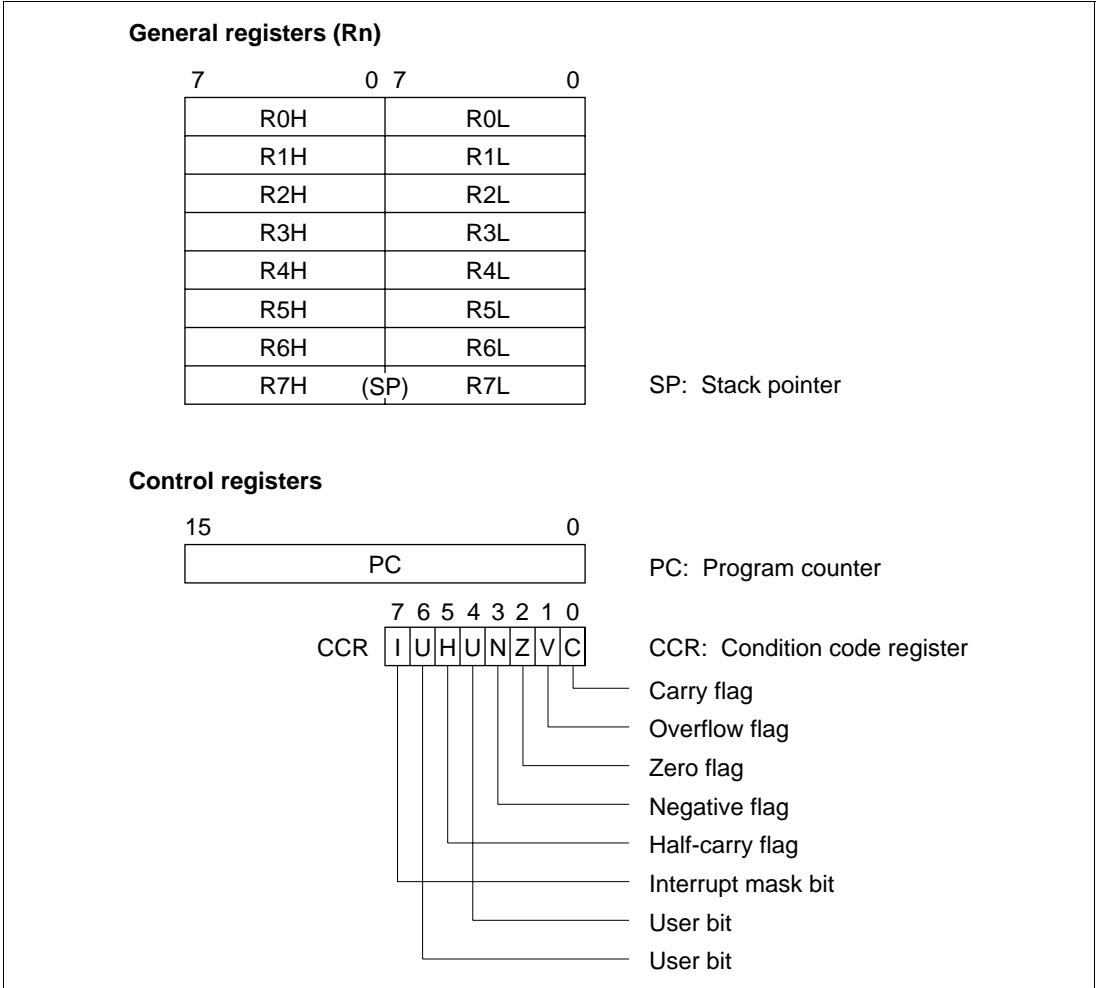 General registers (Rn)
7 0 7 0
R0H R0L
R1H R1L
R2H R2L
R3H R3L
R4H R4L
R5H R5L
R6H R6L
R7H (SP) R7L SP: Stack pointer
Control registers
15 0
PC PC: Program counter
7 6 5 4 3 2 1 0
CCR I U H U N Z V C CCR: Condition code register
Carry flag
Overflow flag
Zero flag
Negative flag
Half-carry flag
Interrupt mask bit
User bit
User bit